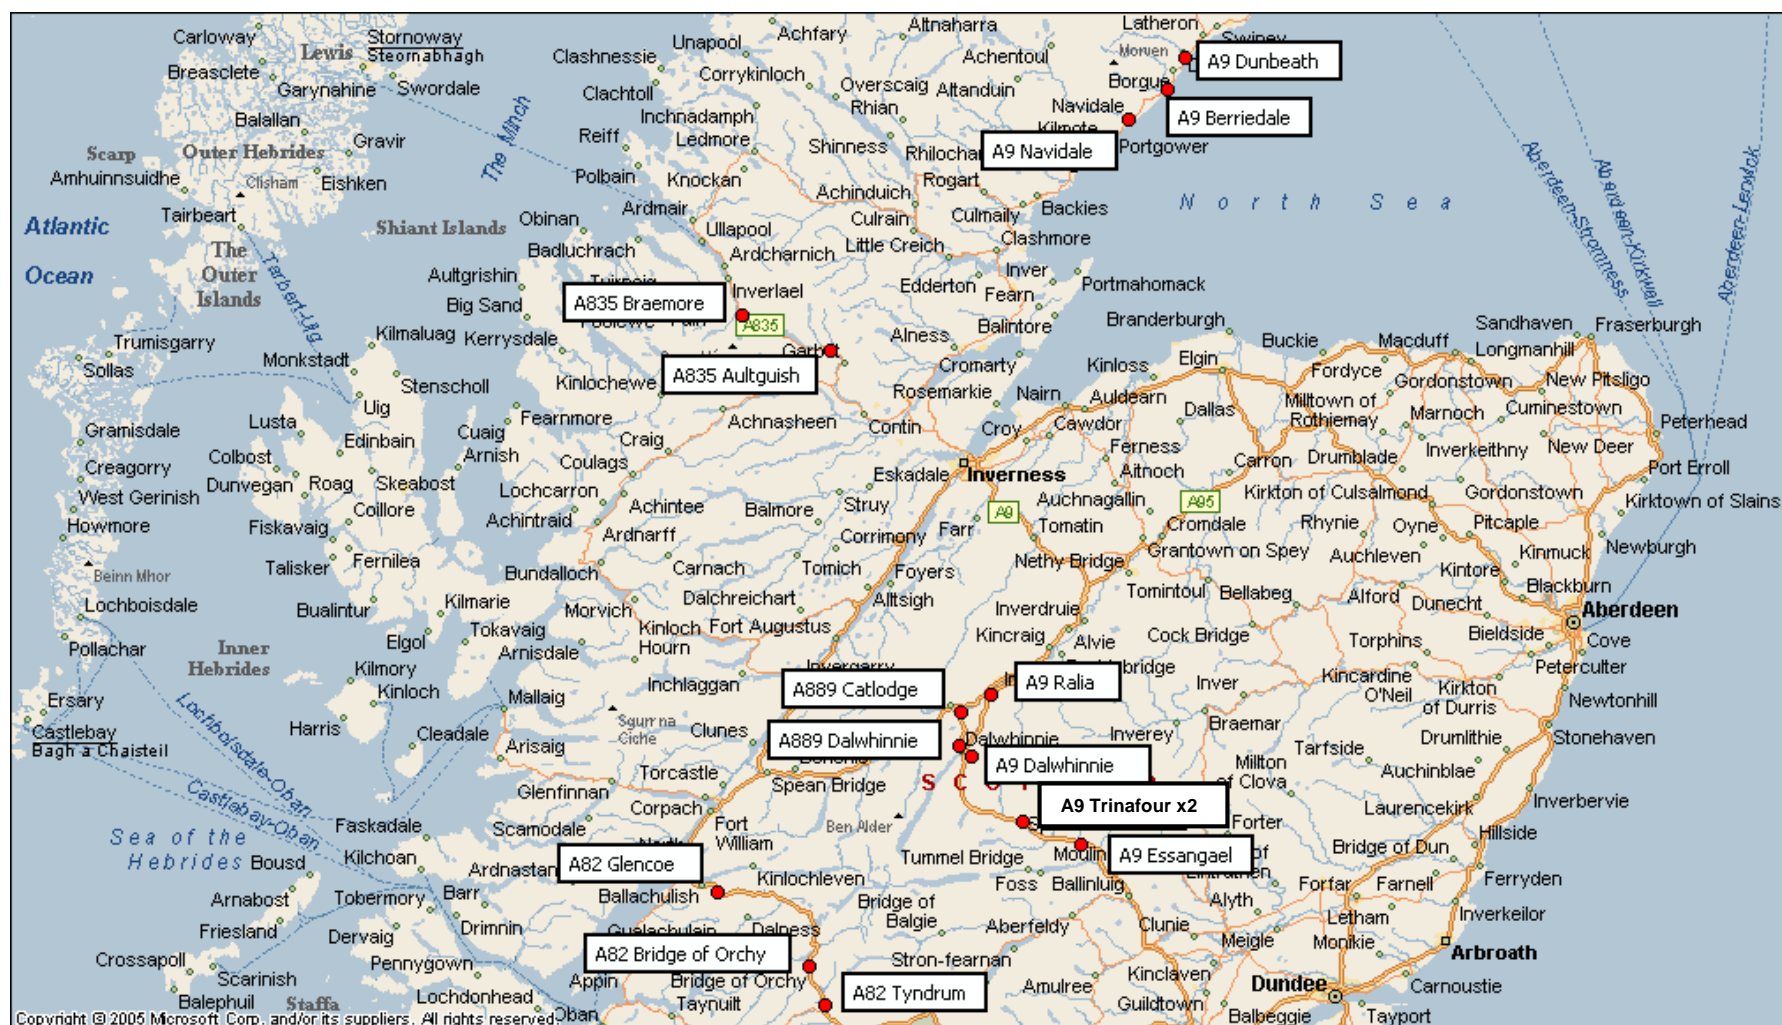 Carloway
Stornoway
Steornabhagh
Lewis
Breasclete
Garynahine
Swordale
Balallan
Gravir
Scarp
Outer Hebrides
Amhuinnsuidhe
Clisham
Eishken
Tairbeart
Atlantic
Ocean
The
Outer
Islands
Shiant Islands
The Minch
Tarbert-Uig
Clashnessie
Unapool
Achfary
Altnaharra
Latheron
Swiney
Achentoul
Morven
A9 Dunbeath
Corrykinloch
Overscaig
Altanduin
Borgue
Clachtoll
Rhian
Navidale
A9 Berriedale
Inchnadamph
Kilmote
Reiff
Ledmore
Shinness
A9 Navidale
Portgower
Polbain
Knockan
Rogart
Achinduich
Ardmair
Culrain
Culmaily
Backies
North Sea
Obinan
Ullapool
Little Creich
Clashmore
Badluchrach
Ardcharnich
Aultgrishin
Inver
Edderton
Portmahomack
Big Sand
A835 Braemore
Inverlael
Fearn
A835
Balintore
Branderburgh
Kilmaluag
Kerrysdale
Alness
Trumisgarry
Monkstadt
Cromarty
Sollas
Stenscholl
Kinlochewe
A835 Aultguish
Rosemarkie
Nairn
Kinloss
Elgin
Buckie
Macduff
Sandhaven
Fraserburgh
Longmanhill
Fordyce
Gordonstown
New Pitsligo
Uig
Fearnmore
Achnasheen
Contin
Auldearn
Dallas
Milltown of
Rothiemay
Marnoch
Cuminestown
Peterhead
Lusta
Gramisdale
Edinbain
Cuaig
Craig
Croy
Cawdor
Ferness
Inverkeithny
New Deer
Colbost
Arnish
Coulags
Eskadale
Inverness
Aitnoch
Carron
Drumblade
Port Erroll
Creagorry
Dunvegan
Roag
Skeabost
Lochcarron
Auchnagallin
A95
Kirkton of Culsalmond
Gordonstown
Kirktown of Slains
West Gerinish
Coillore
Achintee
Balmore
Struy
A9
Howmore
Fiskavaig
Achintraid
Farr
Tomatin
Cromdale
Rhynie
Oyne
Pitcaple
Ardnarff
Corrimony
Grantown on Spey
Auchleven
Kinmuck
Newburgh
Talisker
Fernilea
Carnach
Tomich
Nethy Bridge
Kintore
Beinn Mhor
Bundalloch
Foyers
Tomintoul
Bellabeg
Alford
Blackburn
Lochboisdale
Bualintur
Kilmarie
Morvich
Dalchreichart
Alltsigh
Inverdruie
Dunecht
Aberdeen
Tokavaig
Kinloch
Hourn
Fort Augustus
Kincraig
Alvie
Cock Bridge
Torphins
Bieldside
Cove
Pollachar
Inner
Hebrides
Elgol
Arnisdale
Peterculter
Kilmory
Invergarry
A9 Ralia
Kincardine
O'Neil
Kinloch
Inchlaggan
A889 Catlodge
Inver
Kirkton
of Durris
Newtonhill
Ersary
Harris
Mallaig
Sgurr na
Ciche
Clunes
Braemar
Castlebay
Bagh a Chaisteil
Cleadale
Arisaig
A889 Dalwhinnie
Dalwhinnie
Inverey
Tarfside
Drumlithie
Stonehaven
Lochboisdale-Oban
Castlebay-Oban
Torcastle
Spean Bridge
A9 Dalwhinnie
Milton
of Clova
Auchinblae
Glenfinnan
Corpach
A9 Trinafour x2
Laurencekirk
Inverbervie
Sea of the
Hebrides
Faskadale
Scamodale
Fort
William
Ben Alder
Forter
Hillside
Bousd
Kilchoan
A82 Glencoe
Tummel Bridge
A9 Essangael
Bridge of Dun
Ardnastang
Kinlochleven
Foss
Ballinluig
Forfar
Farnell
Ferryden
Arnabost
Tobermory
Barr
Ballachulish
Bridge of
Balgie
Alyth
Letham
Inverkeilor
Friesland
Dervaig
Drimnin
Dalness
Aberfeldy
Clunie
Meigle
Monikie
Arbroath
Crossapoll
Scarinish
Pennygown
A82 Bridge of Orchy
Bridge of Orchy
Stron-fearnan
Kinclaven
Balephuil
Staffa
Lochdonhead
Appin
Taynuilt
A82 Tyndrum
Amulree
Guildtown
Dundee
Carnoustie
Oban
Balbeggie
Tayport
Aberdeen-Stromness
Aberdeen-Kirkwall
Aberdeen-Lerwick
Copyright © 2005 Microsoft Corp. and/or its suppliers. All rights reserved.